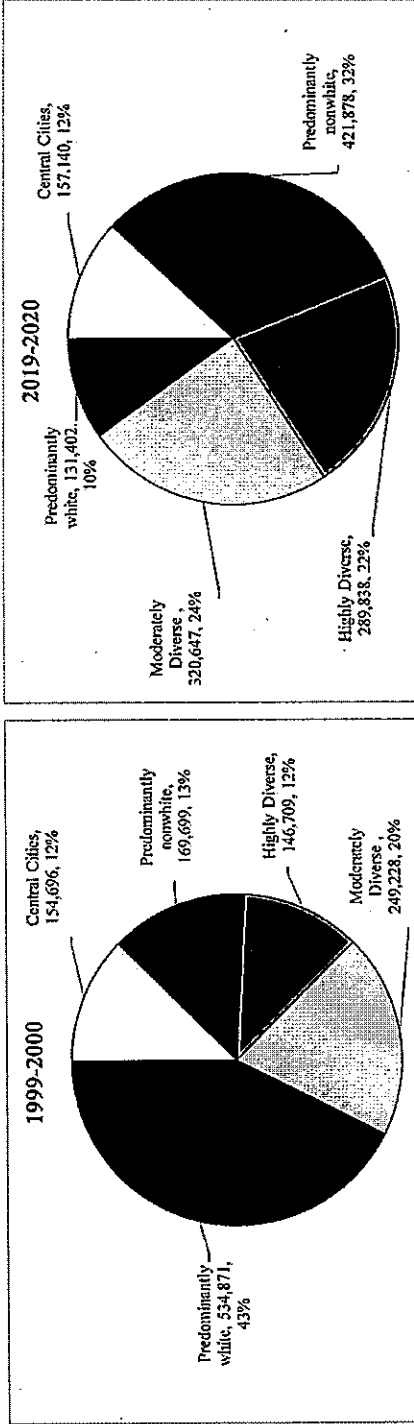 1999-2000
Central Cities,
154,696, 12%
Predominantly
nonwhite,
169,699, 13%
Highly Diverse,
146,709, 12%
Moderately
Diverse ,
249,228, 20%
Predominantly
white, 534,871,
43%
2019-2020
Central Cities,
157,140, 12%
Predominantly
nonwhite,
421,878, 32%
Highly Diverse,
289,838, 22%
Moderately
Diverse ,
320,647, 24%
Predominantly
white, 131,402,
10%